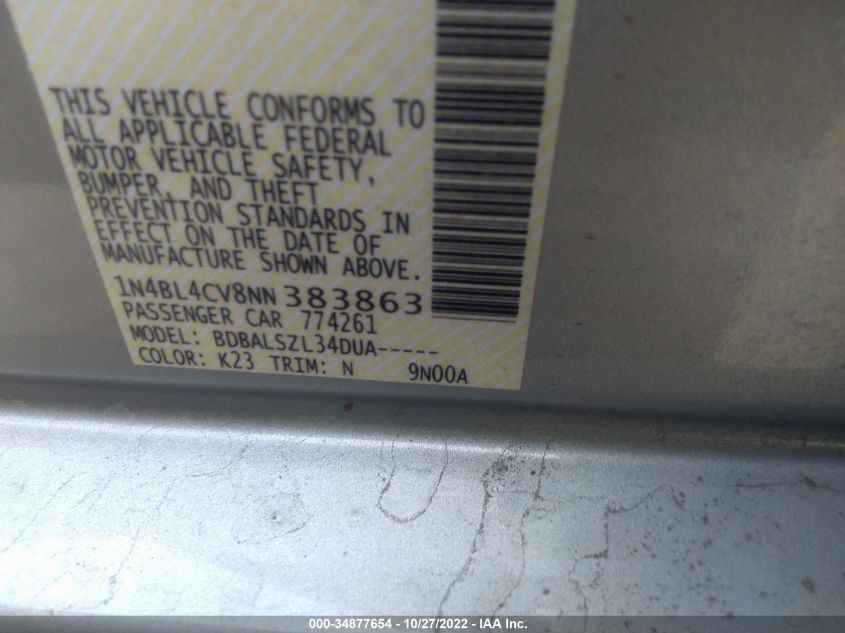 THIS VEHICLE CONFORMS TO
ALL APPLICABLE FEDERAL
MOTOR VEHICLE SAFETY,
BUMPER, AND THEFT
PREVENTION STANDARDS IN
EFFECT ON THE DATE OF
MANUFACTURE SHOWN ABOVE.
1N4BL4CV8NN383863
PASSENGER CAR 774261
MODEL: BDBALSZL34DUA-----
COLOR: K23 TRIM: N 9N00A
000-34877654 | 10/27/2022 - IAA Inc.